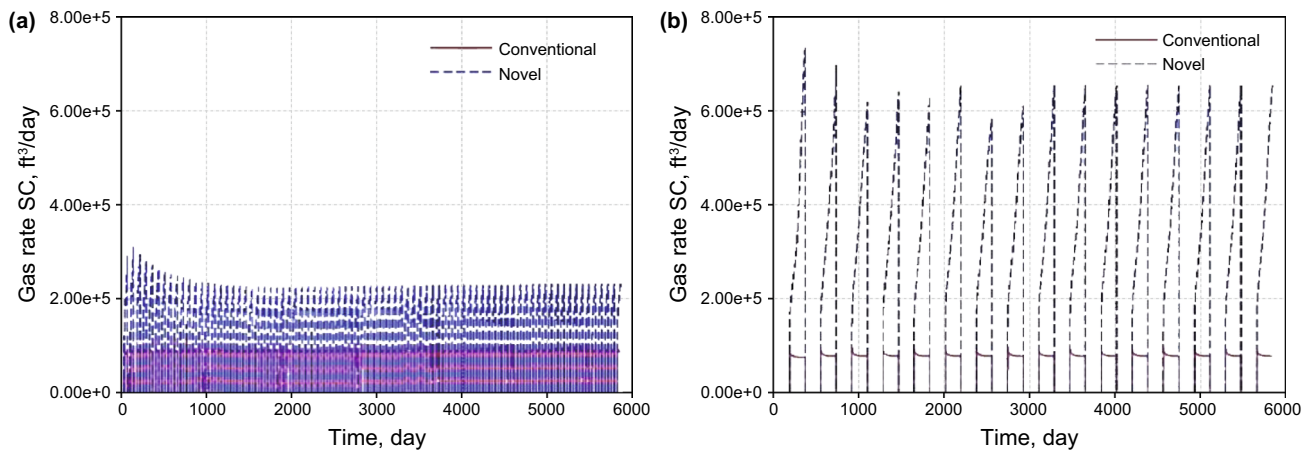 (a)
8.00e+5
6.00e+5
4.00e+5
2.00e+5
0.00e+0
Gas rate SC, ft³/day
Conventional
Novel
0 1000 2000 3000 4000 5000 6000
Time, day
(b)
8.00e+5
6.00e+5
4.00e+5
2.00e+5
0.00e+0
Gas rate SC, ft³/day
Conventional
Novel
0 1000 2000 3000 4000 5000 6000
Time, day